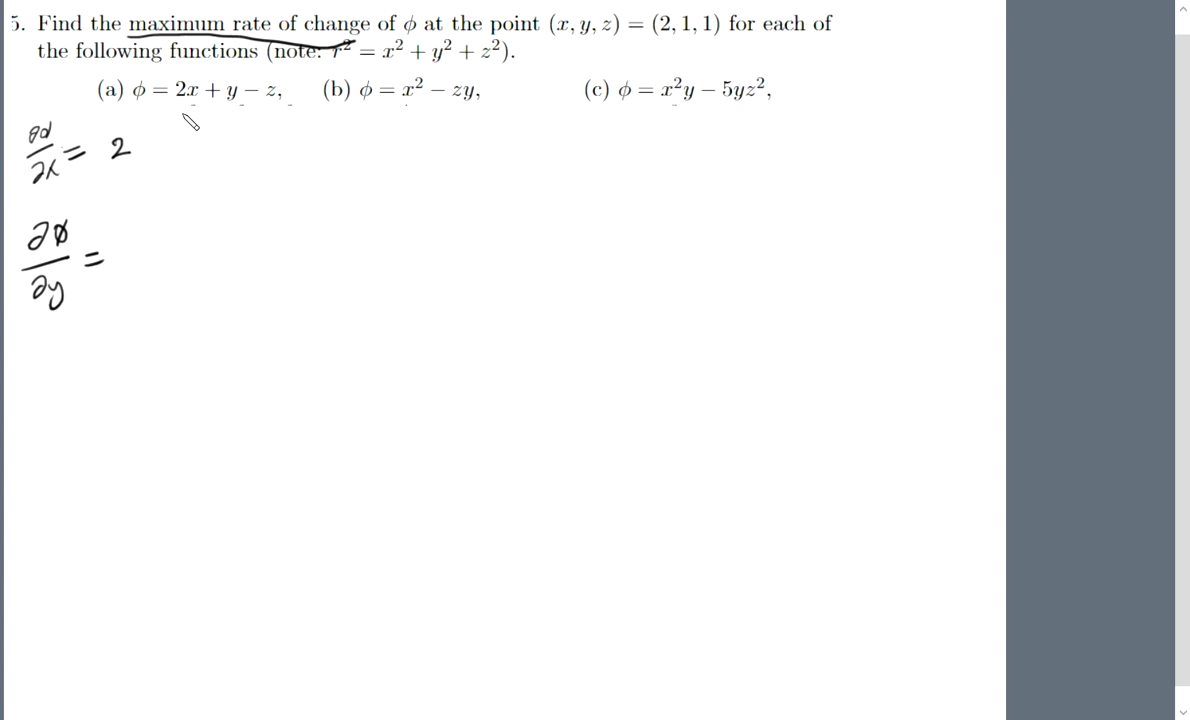 5. Find the maximum rate of change of ϕ at the point (x, y, z) = (2, 1, 1) for each of
the following functions (note: r² = x² + y² + z²).
(a) ϕ = 2x + y − z, (b) ϕ = x² − zy, (c) ϕ = x²y − 5yz²,
∂ϕ/∂x = 2
∂ϕ/∂y =